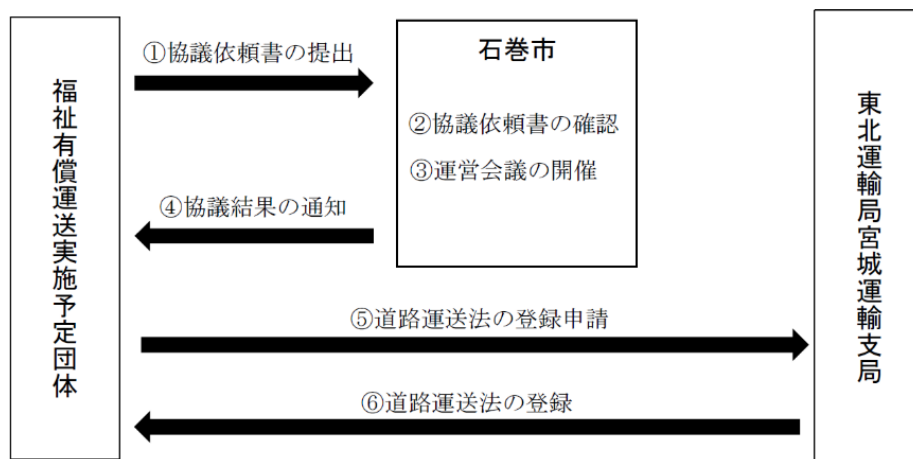 福祉有償運送実施予定団体
①協議依頼書の提出
石巻市
②協議依頼書の確認
③運営会議の開催
④協議結果の通知
⑤道路運送法の登録申請
⑥道路運送法の登録
東北運輸局宮城運輸支局